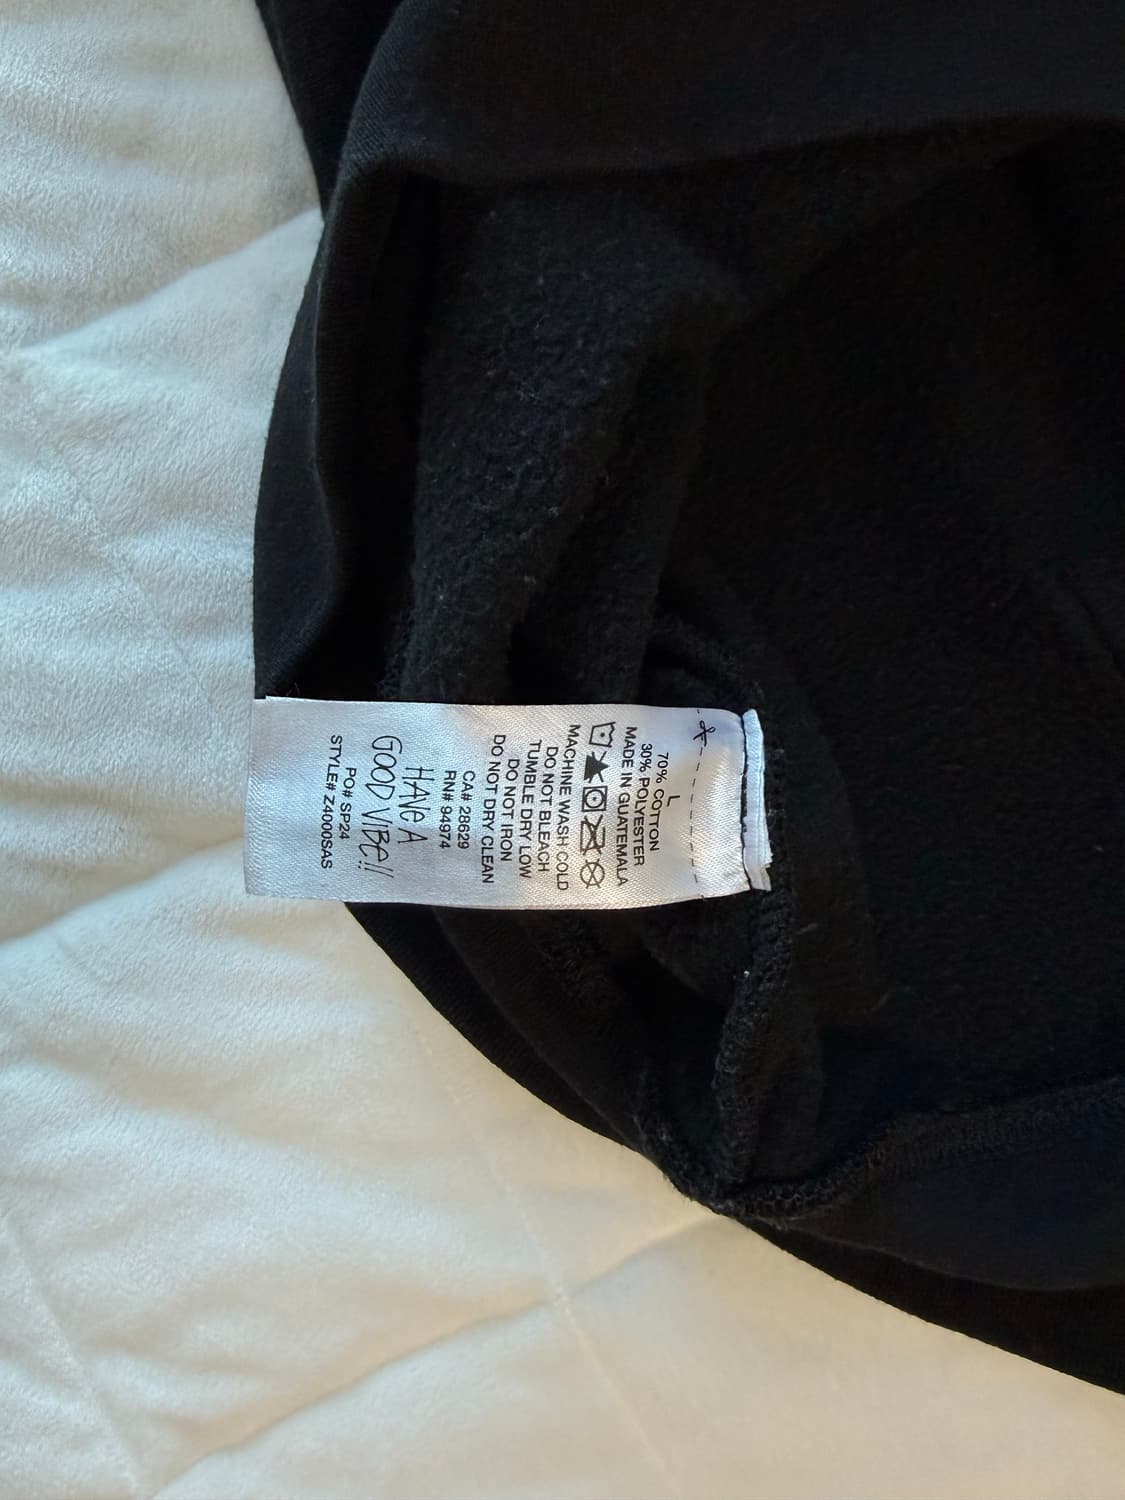 L
70% COTTON
30% POLYESTER
MADE IN GUATEMALA
MACHINE WASH COLD
DO NOT BLEACH
TUMBLE DRY LOW
DO NOT IRON
DO NOT DRY CLEAN
CA# 28629
RN# 94974
HAVE A
GOOD VIBE!!
PO# SP24
STYLE# Z4000SAS